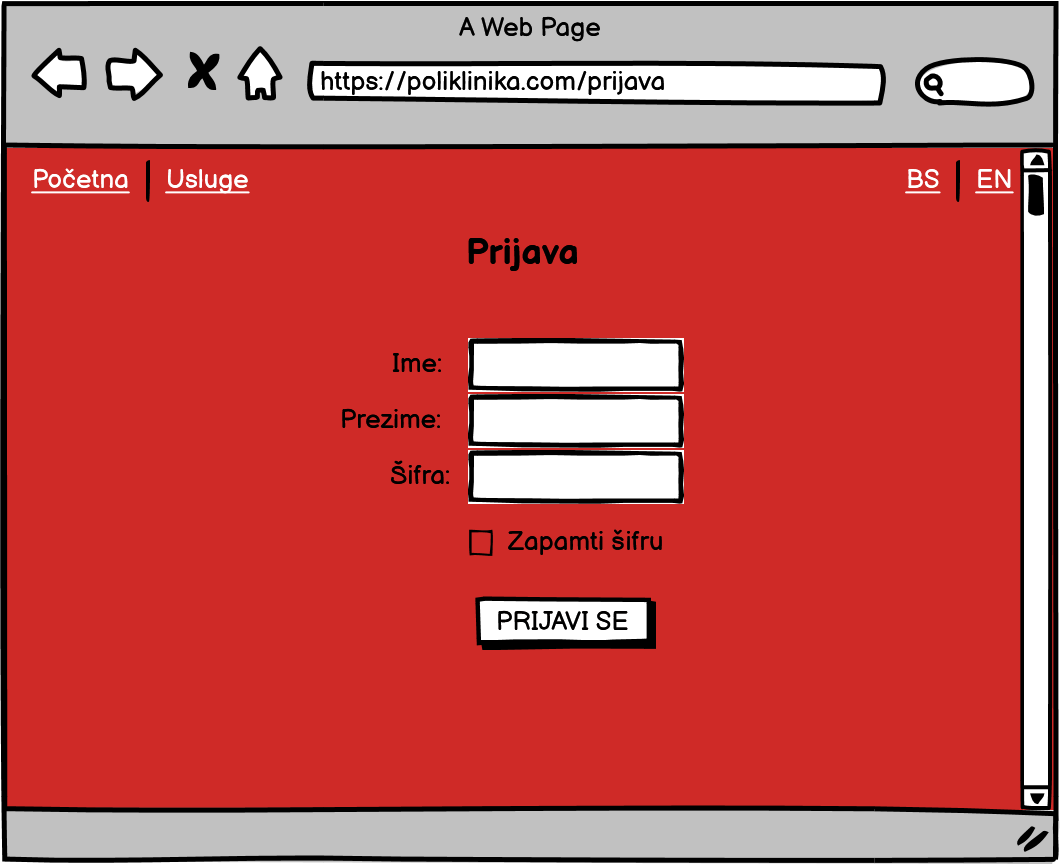 A Web Page
https://poliklinika.com/prijava
Početna | Usluge
BS | EN
Prijava
Ime:
Prezime:
Šifra:
Zapamti šifru
PRIJAVI SE